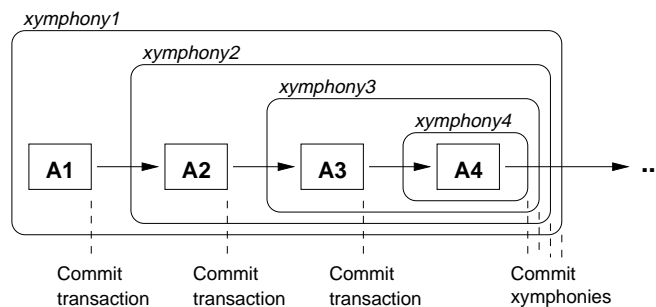 xymphony1
xymphony2
xymphony3
xymphony4
A1 A2 A3 A4 ..
Commit transaction
Commit transaction
Commit transaction
Commit xymphonies